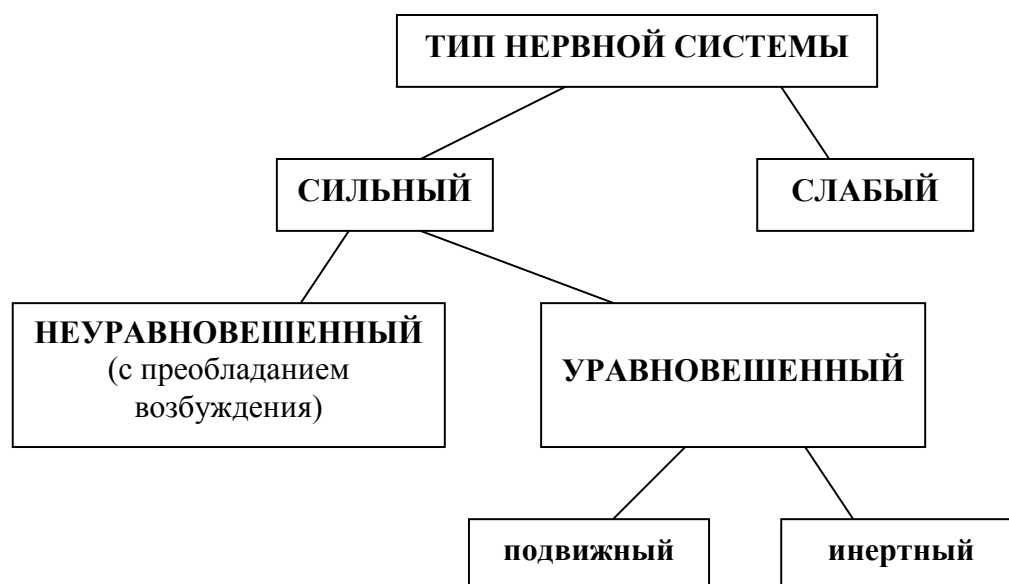 ТИП НЕРВНОЙ СИСТЕМЫ
СИЛЬНЫЙ
СЛАБЫЙ
НЕУРАВНОВЕШЕННЫЙ
(с преобладанием
возбуждения)
УРАВНОВЕШЕННЫЙ
подвижный
инертный